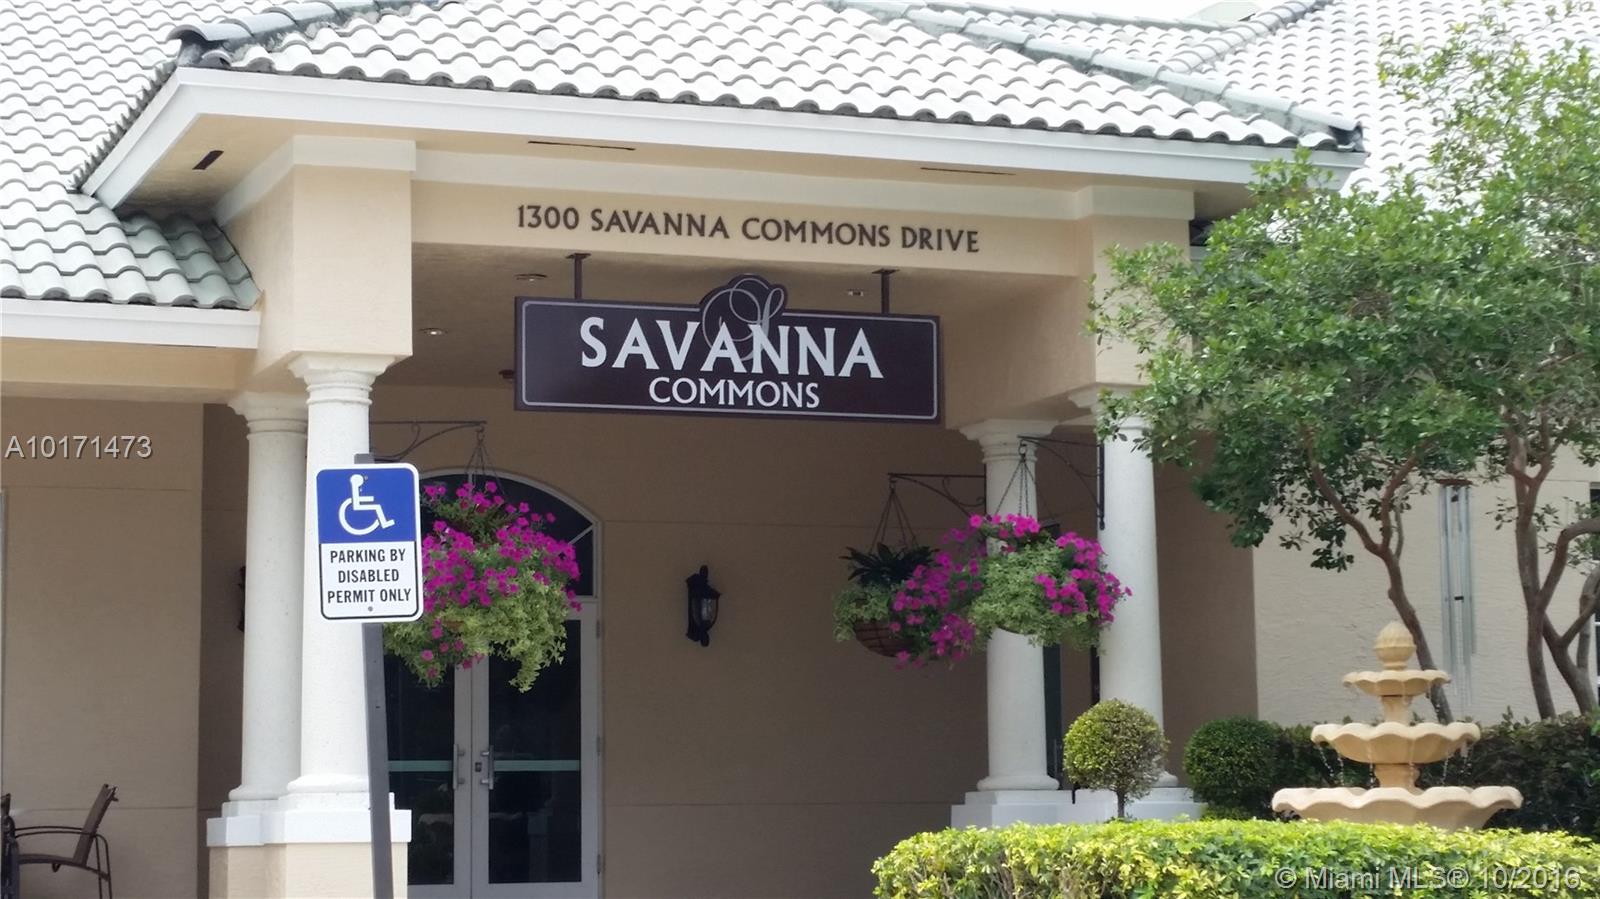 1300 SAVANNA COMMONS DRIVE
S
SAVANNA
COMMONS
A10171473
PARKING BY
DISABLED
PERMIT ONLY
© Miami MLS® 10/2016